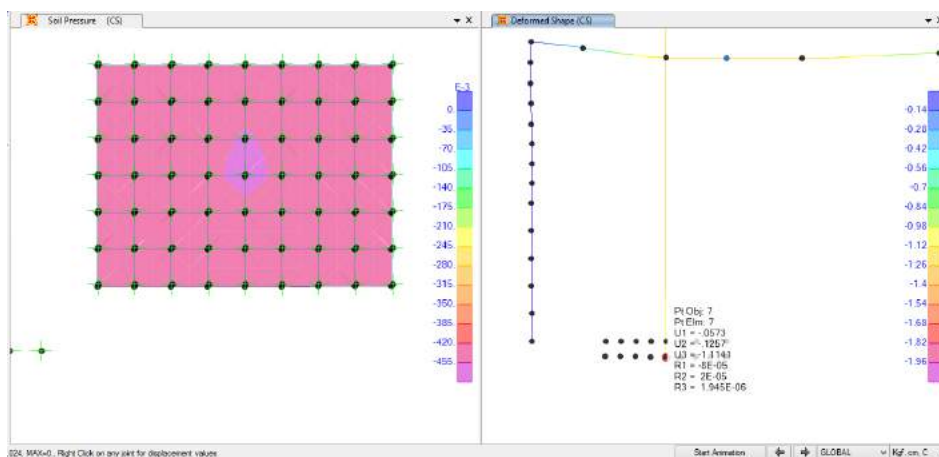 Soil Pressure (CS)
E-3
0.
-35.
-70.
-105.
-140.
-175.
-210.
-245.
-280.
-315.
-350.
-385.
-420.
-455.
Deformed Shape (CS)
-0.14
-0.28
-0.42
-0.56
-0.7
-0.84
-0.98
-1.12
-1.26
-1.4
-1.54
-1.68
-1.82
-1.96
Pt Obj: 7
Pt Elm: 7
U1 = -.0573
U2 = -.1257
R1 = -8E-05
R2 = 2E-05
R3 = 1.945E-06
024, MAX=0., Right Click on any joint for displacement values
Start Animation
GLOBAL
Kgf, cm, C